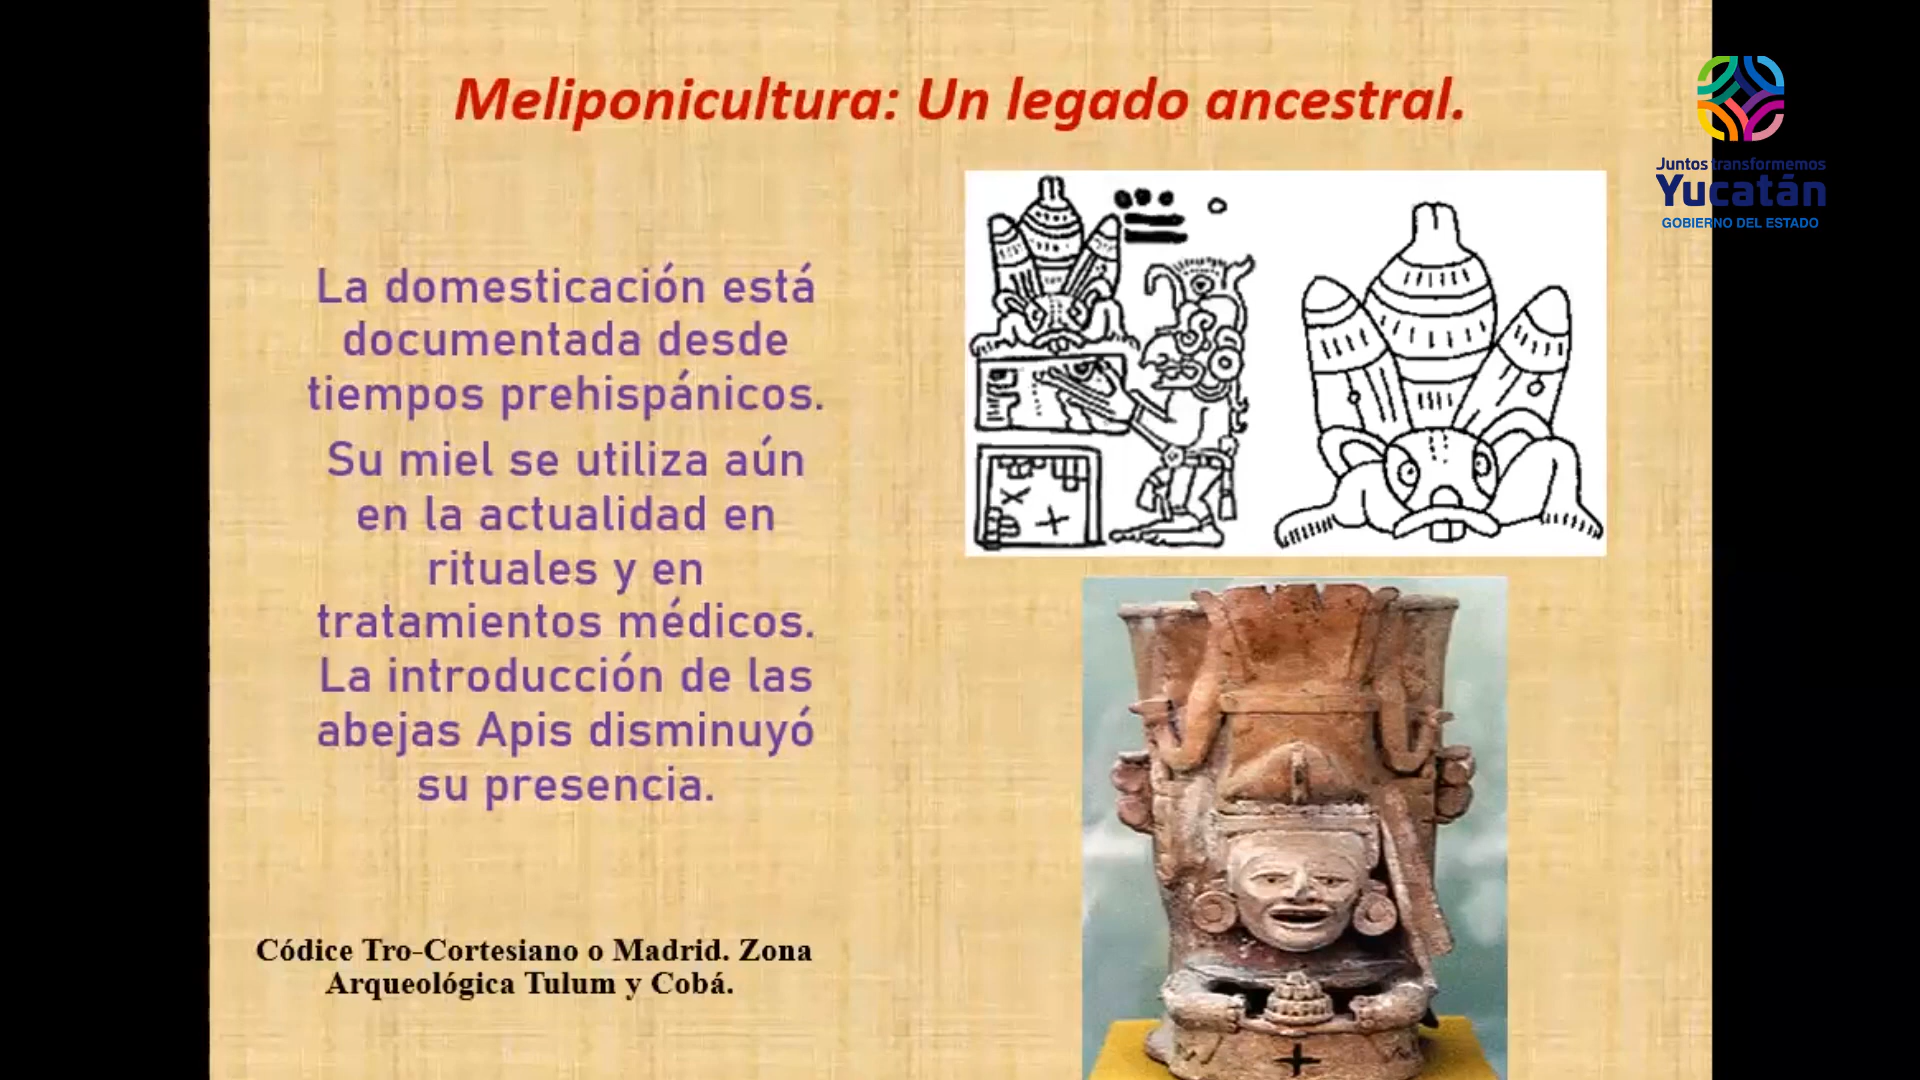 Meliponicultura: Un legado ancestral.
Juntos transformemos
Yucatán
GOBIERNO DEL ESTADO
La domesticación está
documentada desde
tiempos prehispánicos.
Su miel se utiliza aún
en la actualidad en
rituales y en
tratamientos médicos.
La introducción de las
abejas Apis disminuyó
su presencia.
Códice Tro-Cortesiano o Madrid. Zona
Arqueológica Tulum y Cobá.